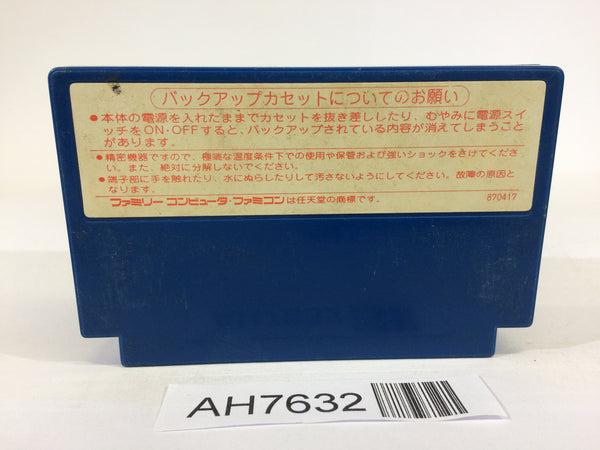 バックアップカセットについてのお願い
●本体の電源を入れたままでカセットを抜き差ししたり、むやみに電源スイ
ッチをON・OFFすると、バックアップされている内容が消えてしまうこと
があります。
●精密機器ですので、極端な温度条件下での使用や保管および強いショックをさけてくださ
い。また、絶対に分解しないでください。
●端子部に手を触れたり、水にぬらしたりして汚さないようにしてください。故障の原因と
なります。
ファミリーコンピュータ・ファミコンは任天堂の商標です。
870417
AH7632